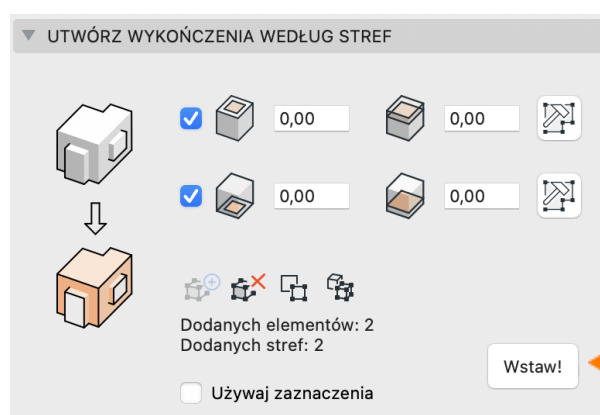 UTWÓRZ WYKOŃCZENIA WEDŁUG STREF
0,00 0,00
0,00 0,00
Dodanych elementów: 2
Dodanych stref: 2
Wstaw!
Używaj zaznaczenia